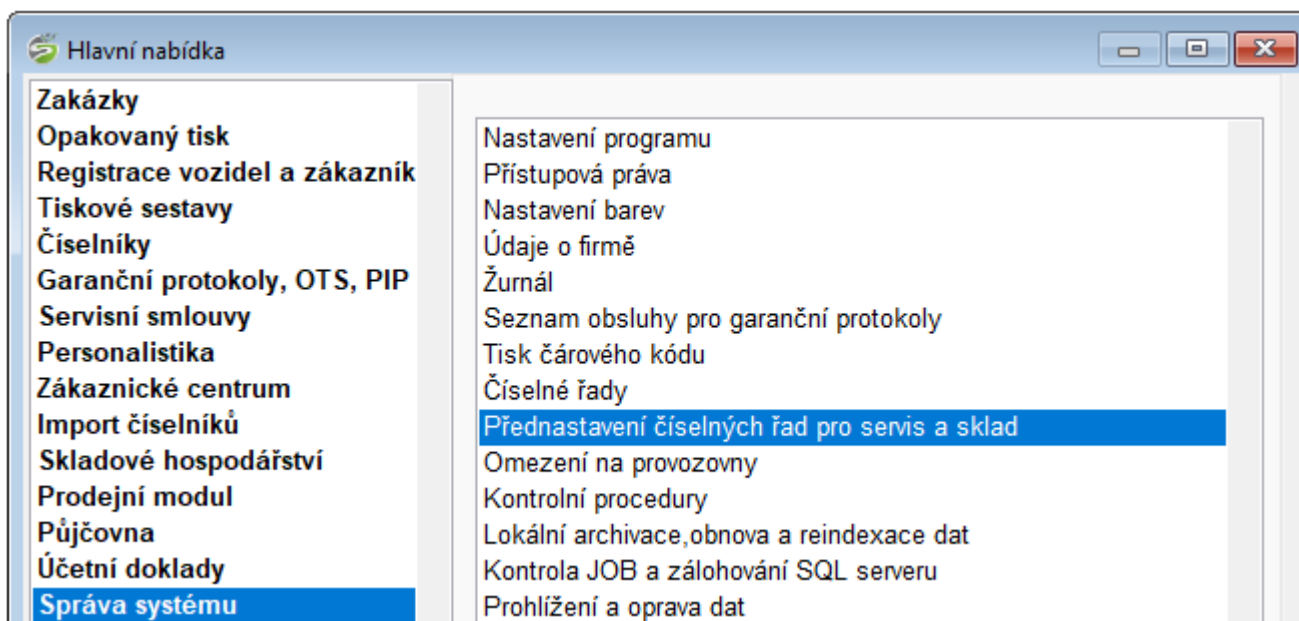 Hlavní nabídka
Zakázky
Opakovaný tisk
Registrace vozidel a zákazník
Tiskové sestavy
Číselníky
Garanční protokoly, OTS, PIP
Servisní smlouvy
Personalistika
Zákaznické centrum
Import číselníků
Skladové hospodářství
Prodejní modul
Půjčovna
Účetní doklady
Správa systému
Nastavení programu
Přístupová práva
Nastavení barev
Údaje o firmě
Žurnál
Seznam obsluhy pro garanční protokoly
Tisk čárového kódu
Číselné řady
Přednastavení číselných řad pro servis a sklad
Omezení na provozovny
Kontrolní procedury
Lokální archivace,obnova a reindexace dat
Kontrola JOB a zálohování SQL serveru
Prohlížení a oprava dat